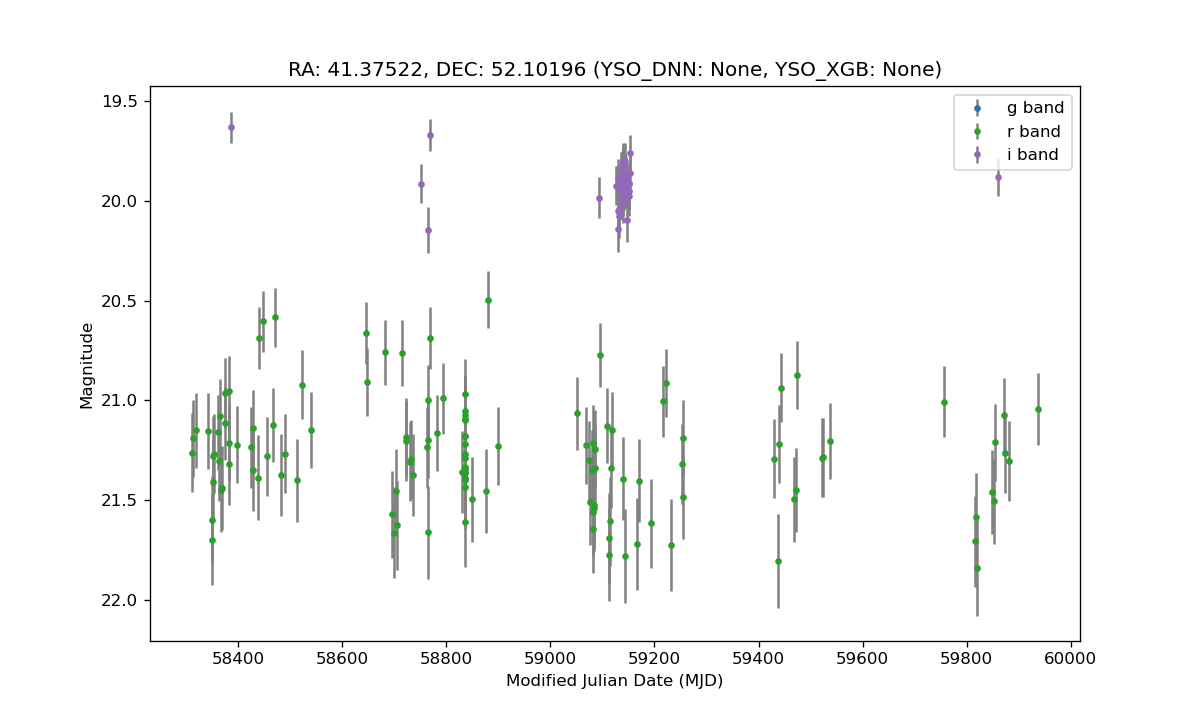 RA: 41.37522, DEC: 52.10196 (YSO_DNN: None, YSO_XGB: None)
g band
r band
i band
19.5
20.0
20.5
21.0
21.5
22.0
Magnitude
58400 58600 58800 59000 59200 59400 59600 59800 60000
Modified Julian Date (MJD)